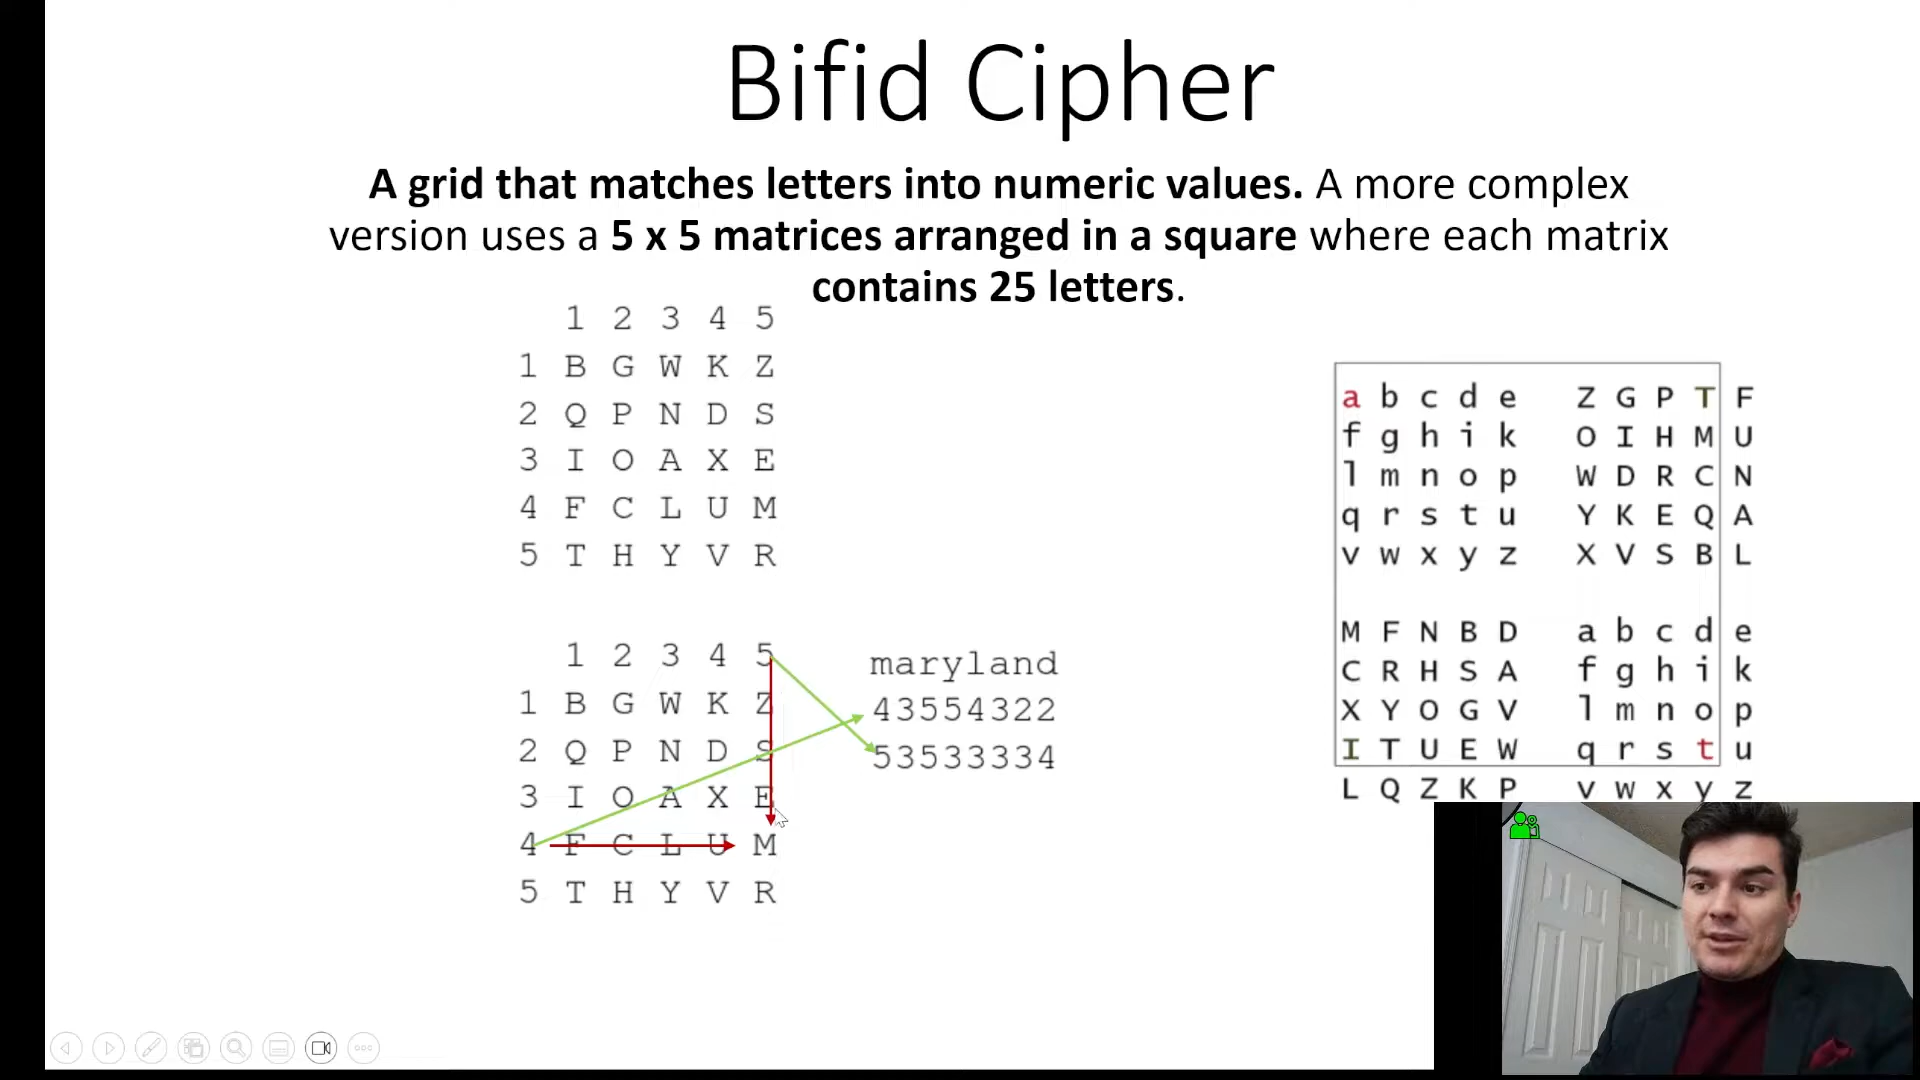 Bifid Cipher
A grid that matches letters into numeric values. A more complex
version uses a 5 x 5 matrices arranged in a square where each matrix
contains 25 letters.
1 2 3 4 5
1 B G W K Z
2 Q P N D S
3 I O A X E
4 F C L U M
5 T H Y V R
1 2 3 4 5
1 B G W K Z
2 Q P N D S
3 I O A X E
4 F C L U M
5 T H Y V R
maryland
43554322
53533334
a b c d e Z G P T F
f g h i k O I H M U
l m n o p W D R C N
q r s t u Y K E Q A
v w x y z X V S B L
M F N B D a b c d e
C R H S A f g h i k
X Y O G V l m n o p
I T U E W q r s t u
L Q Z K P v w x y z